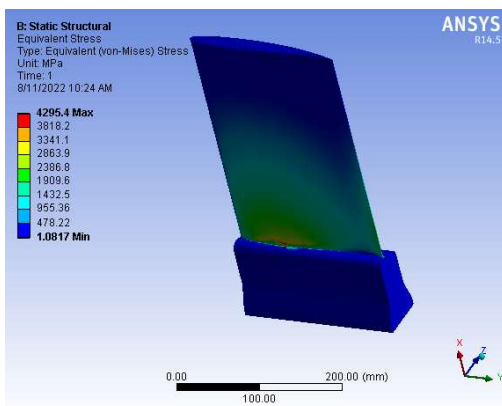 B: Static Structural
Equivalent Stress
Type: Equivalent (von-Mises) Stress
Unit: MPa
Time: 1
8/11/2022 10:24 AM
ANSYS
R14.5
4295.4 Max
3818.2
3341.1
2863.9
2386.8
1909.6
1432.5
955.36
478.22
1.0817 Min
0.00
200.00 (mm)
100.00
X
Z
Y